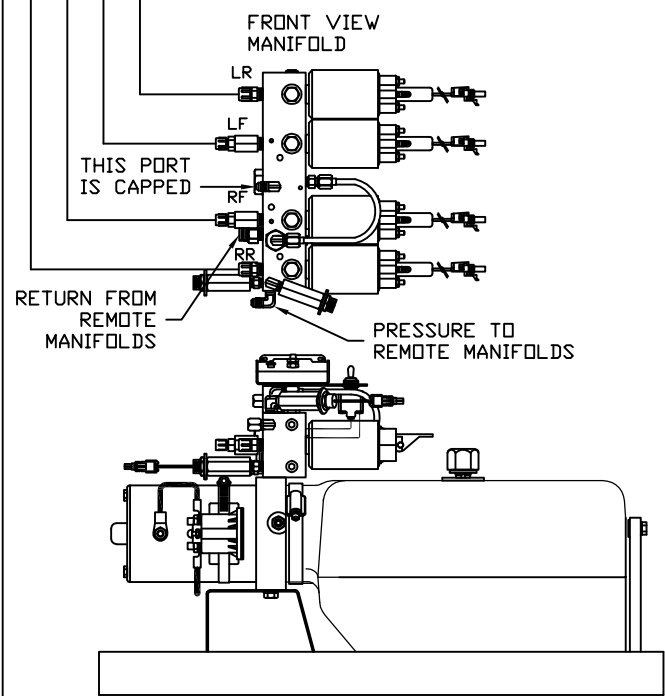 FRONT VIEW
MANIFOLD
LR
LF
THIS PORT
IS CAPPED
RF
RR
RETURN FROM
REMOTE
MANIFOLDS
PRESSURE TO
REMOTE MANIFOLDS